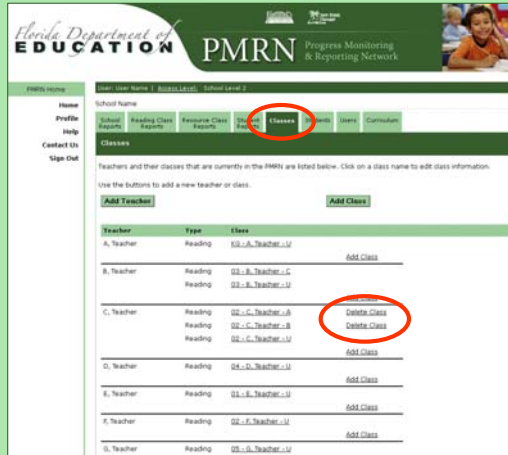 Florida Department of
EDUCATION
PMRN Progress Monitoring
& Reporting Network
PMRN Home
Home
Profile
Help
Contact Us
Sign Out
User: User Name | Access Level: School Level 2
School Name
School Reports
Reading Class Reports
Resource Class Reports
Student Reports
Classes
Students
Users
Curriculum
Classes
Teachers and their classes that are currently in the PMRN are listed below. Click on a class name to edit class information.
Use the buttons to add a new teacher or class.
Add Teacher Add Class
Teacher Type Class
A, Teacher Reading KG - A, Teacher - U
Add Class
B, Teacher Reading 03 - B, Teacher - C
Reading 03 - B, Teacher - U
Add Class
C, Teacher Reading 02 - C, Teacher - A Delete Class
Reading 02 - C, Teacher - B Delete Class
Reading 02 - C, Teacher - U
Add Class
D, Teacher Reading 04 - D, Teacher - U
Add Class
E, Teacher Reading 01 - E, Teacher - U
Add Class
F, Teacher Reading 02 - F, Teacher - U
Add Class
G, Teacher Reading 05 - G, Teacher - U